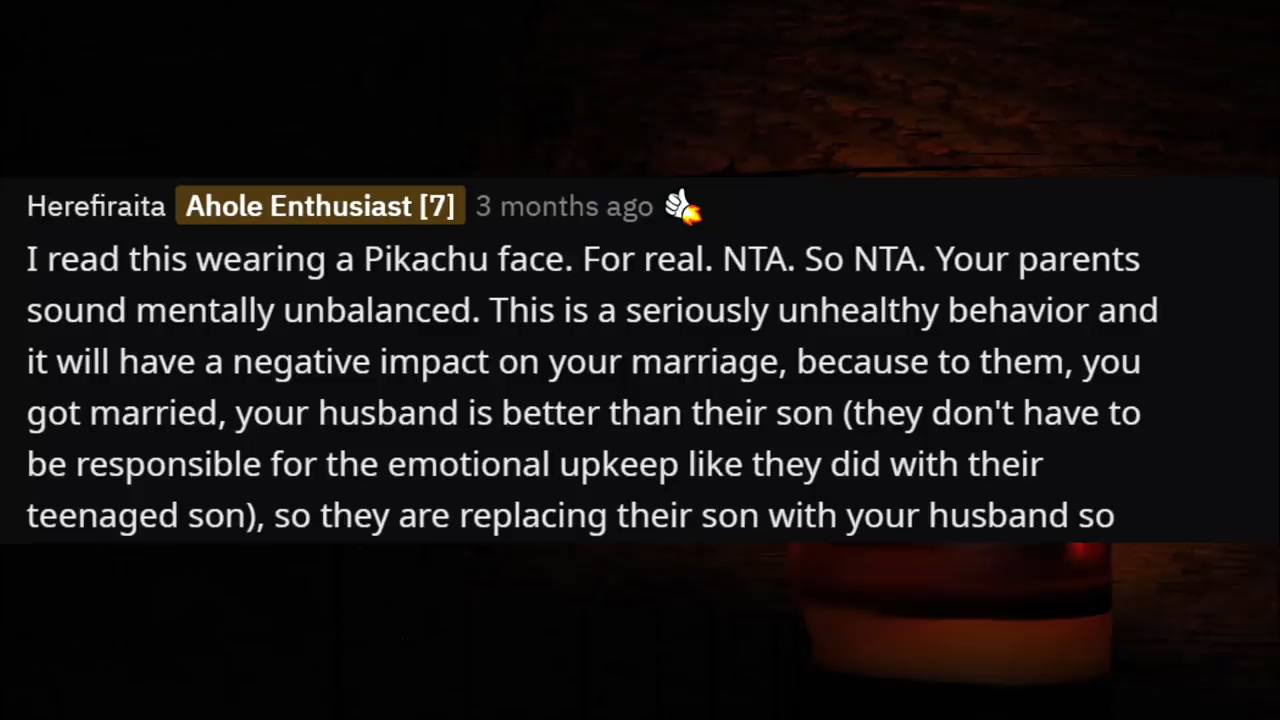 Herefiraita Ahole Enthusiast [7] 3 months ago
I read this wearing a Pikachu face. For real. NTA. So NTA. Your parents
sound mentally unbalanced. This is a seriously unhealthy behavior and
it will have a negative impact on your marriage, because to them, you
got married, your husband is better than their son (they don't have to
be responsible for the emotional upkeep like they did with their
teenaged son), so they are replacing their son with your husband so